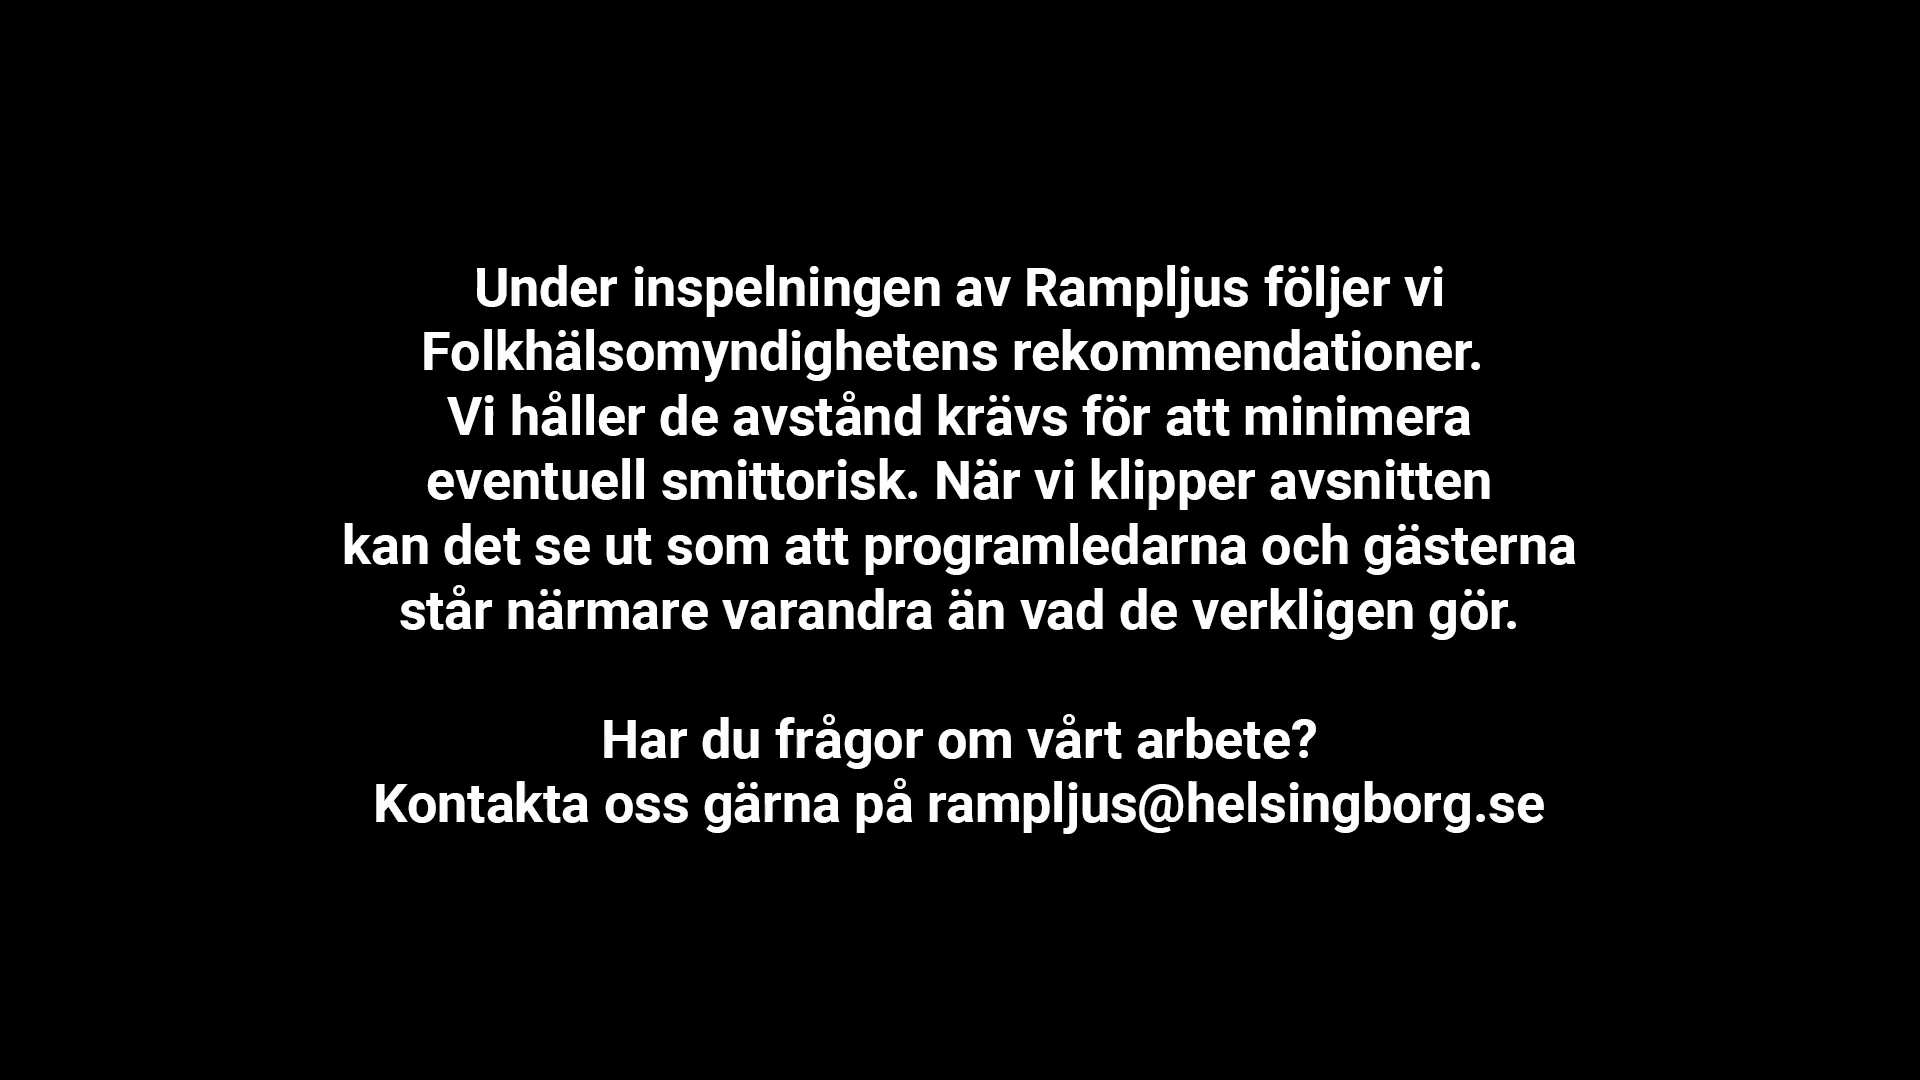 Under inspelningen av Rampljus följer vi
Folkhälsomyndighetens rekommendationer.
Vi håller de avstånd krävs för att minimera
eventuell smittorisk. När vi klipper avsnitten
kan det se ut som att programledarna och gästerna
står närmare varandra än vad de verkligen gör.
Har du frågor om vårt arbete?
Kontakta oss gärna på rampljus@helsingborg.se